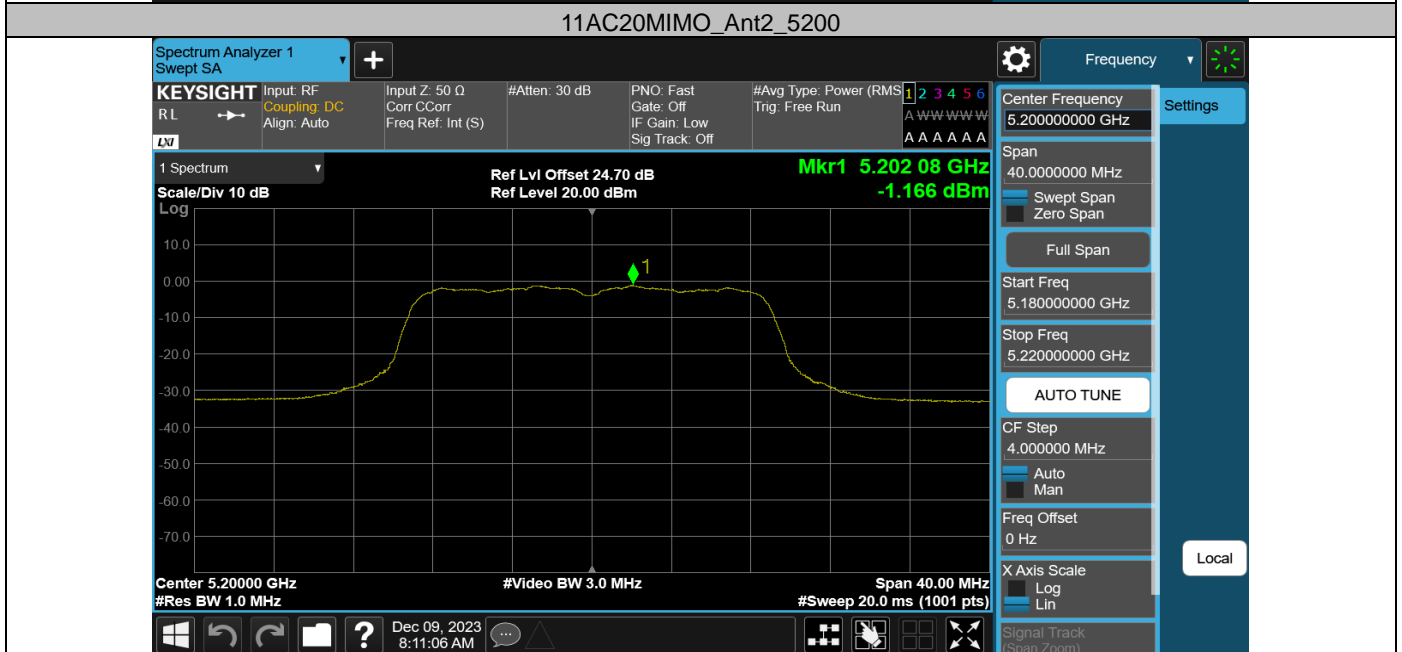 11AC20MIMO_Ant2_5200
Spectrum Analyzer 1
Swept SA
Frequency
KEYSIGHT
RL
LXI
Input: RF
Coupling: DC
Align: Auto
Input Z: 50 Ω
Corr CCorr
Freq Ref: Int (S)
#Atten: 30 dB
PNO: Fast
Gate: Off
IF Gain: Low
Sig Track: Off
#Avg Type: Power (RMS
Trig: Free Run
1 2 3 4 5 6
A W W W W W
A A A A A A
1 Spectrum
Scale/Div 10 dB
Log
Ref Lvl Offset 24.70 dB
Ref Level 20.00 dBm
Mkr1 5.202 08 GHz
-1.166 dBm
10.0
0.00
-10.0
-20.0
-30.0
-40.0
-50.0
-60.0
-70.0
1
Center 5.20000 GHz
#Res BW 1.0 MHz
#Video BW 3.0 MHz
Span 40.00 MHz
#Sweep 20.0 ms (1001 pts)
?
Dec 09, 2023
8:11:06 AM
Center Frequency
5.200000000 GHz
Settings
Span
40.0000000 MHz
Swept Span
Zero Span
Full Span
Start Freq
5.180000000 GHz
Stop Freq
5.220000000 GHz
AUTO TUNE
CF Step
4.000000 MHz
Auto
Man
Freq Offset
0 Hz
X Axis Scale
Log
Lin
Local
Signal Track
(Span Zoom)